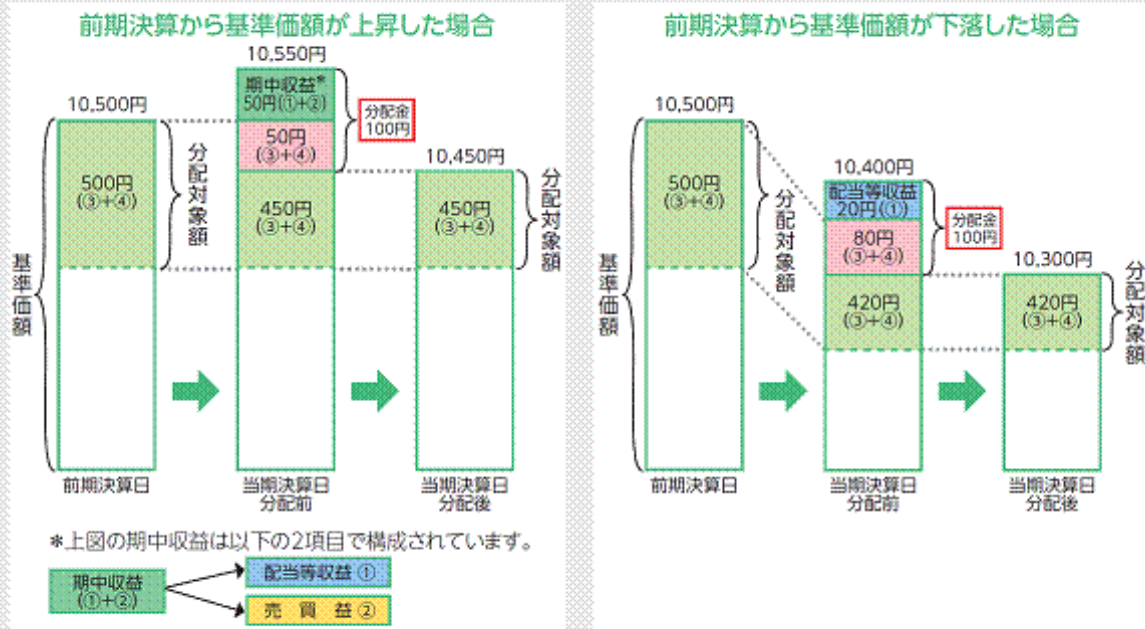 前期決算から基準価額が上昇した場合
10,550円
10,500円
期中収益*
50円(①+②)
分配金
100円
50円
(③+④)
10,450円
500円
(③+④)
分配対象額
450円
(③+④)
450円
(③+④)
分配対象額
基準価額
前期決算日
当期決算日
分配前
当期決算日
分配後
*上図の期中収益は以下の2項目で構成されています。
期中収益
(①+②)
配当等収益 ①
売 買 益 ②
前期決算から基準価額が下落した場合
10,500円
10,400円
500円
(③+④)
分配対象額
配当等収益
20円(①)
分配金
100円
80円
(③+④)
10,300円
420円
(③+④)
420円
(③+④)
分配対象額
基準価額
前期決算日
当期決算日
分配前
当期決算日
分配後